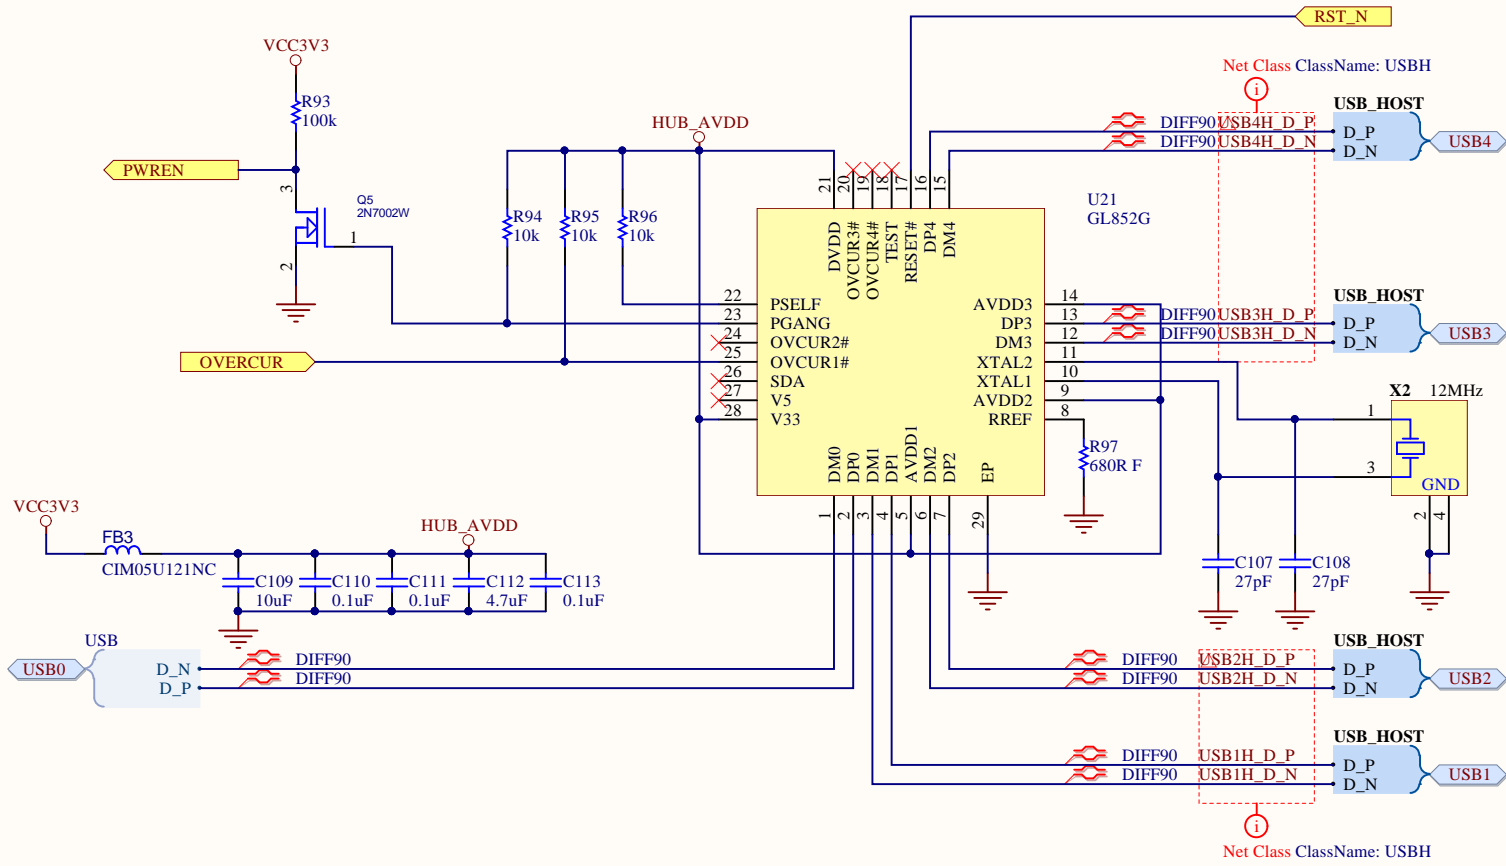 RST_N
VCC3V3
Net Class ClassName: USBH
i
R93
100k
USB_HOST
HUB_AVDD
DIFF90 USB4H_D_P
D_P
DIFF90 USB4H_D_N
D_N
USB4
PWREN
3
Q5
2N7002W
1
2
21
20
19
18
17
16
15
U21
GL852G
R94
10k
R95
10k
R96
10k
DVDD
OVCUR3#
OVCUR4#
TEST
RESET#
DP4
DM4
22 PSELF
23 PGANG
24 OVCUR2#
25 OVCUR1#
26 SDA
27 V5
28 V33
AVDD3 14
DP3 13
DM3 12
XTAL2 11
XTAL1 10
AVDD2 9
RREF 8
USB_HOST
DIFF90 USB3H_D_P
D_P
DIFF90 USB3H_D_N
D_N
USB3
OVERCUR
X2 12MHz
1
3
GND
2
4
R97
680R F
DM0
DP0
DM1
DP1
AVDD1
DM2
DP2
EP
1
2
3
4
5
6
7
29
VCC3V3
FB3
CIM05U121NC
HUB_AVDD
C109
10uF
C110
0.1uF
C111
0.1uF
C112
4.7uF
C113
0.1uF
C107
27pF
C108
27pF
USB
USB0
D_N
DIFF90
D_P
DIFF90
USB_HOST
DIFF90 USB2H_D_P
D_P
DIFF90 USB2H_D_N
D_N
USB2
USB_HOST
DIFF90 USB1H_D_P
D_P
DIFF90 USB1H_D_N
D_N
USB1
i
Net Class ClassName: USBH